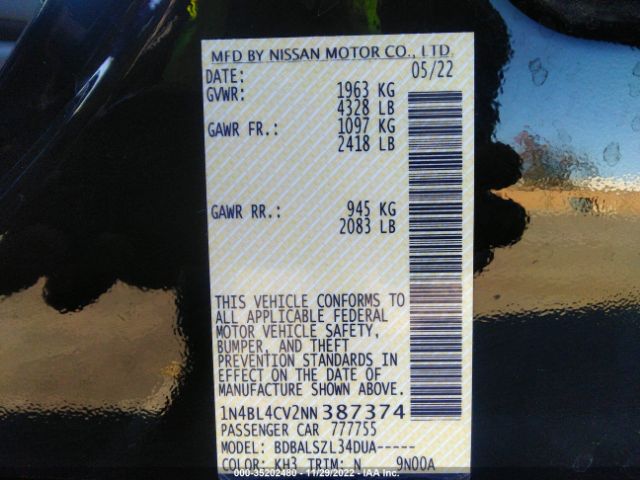 MFD BY NISSAN MOTOR CO., LTD.
DATE: 05/22
GVWR: 1963 KG
4328 LB
GAWR FR.: 1097 KG
2418 LB
GAWR RR.: 945 KG
2083 LB
THIS VEHICLE CONFORMS TO
ALL APPLICABLE FEDERAL
MOTOR VEHICLE SAFETY,
BUMPER, AND THEFT
PREVENTION STANDARDS IN
EFFECT ON THE DATE OF
MANUFACTURE SHOWN ABOVE.
1N4BL4CV2NN387374
PASSENGER CAR 777755
MODEL: BDBALSZL34DUA-----
COLOR: KH3 TRIM: N 9N00A
000-35202480 - 11/29/2022 - IAA Inc.